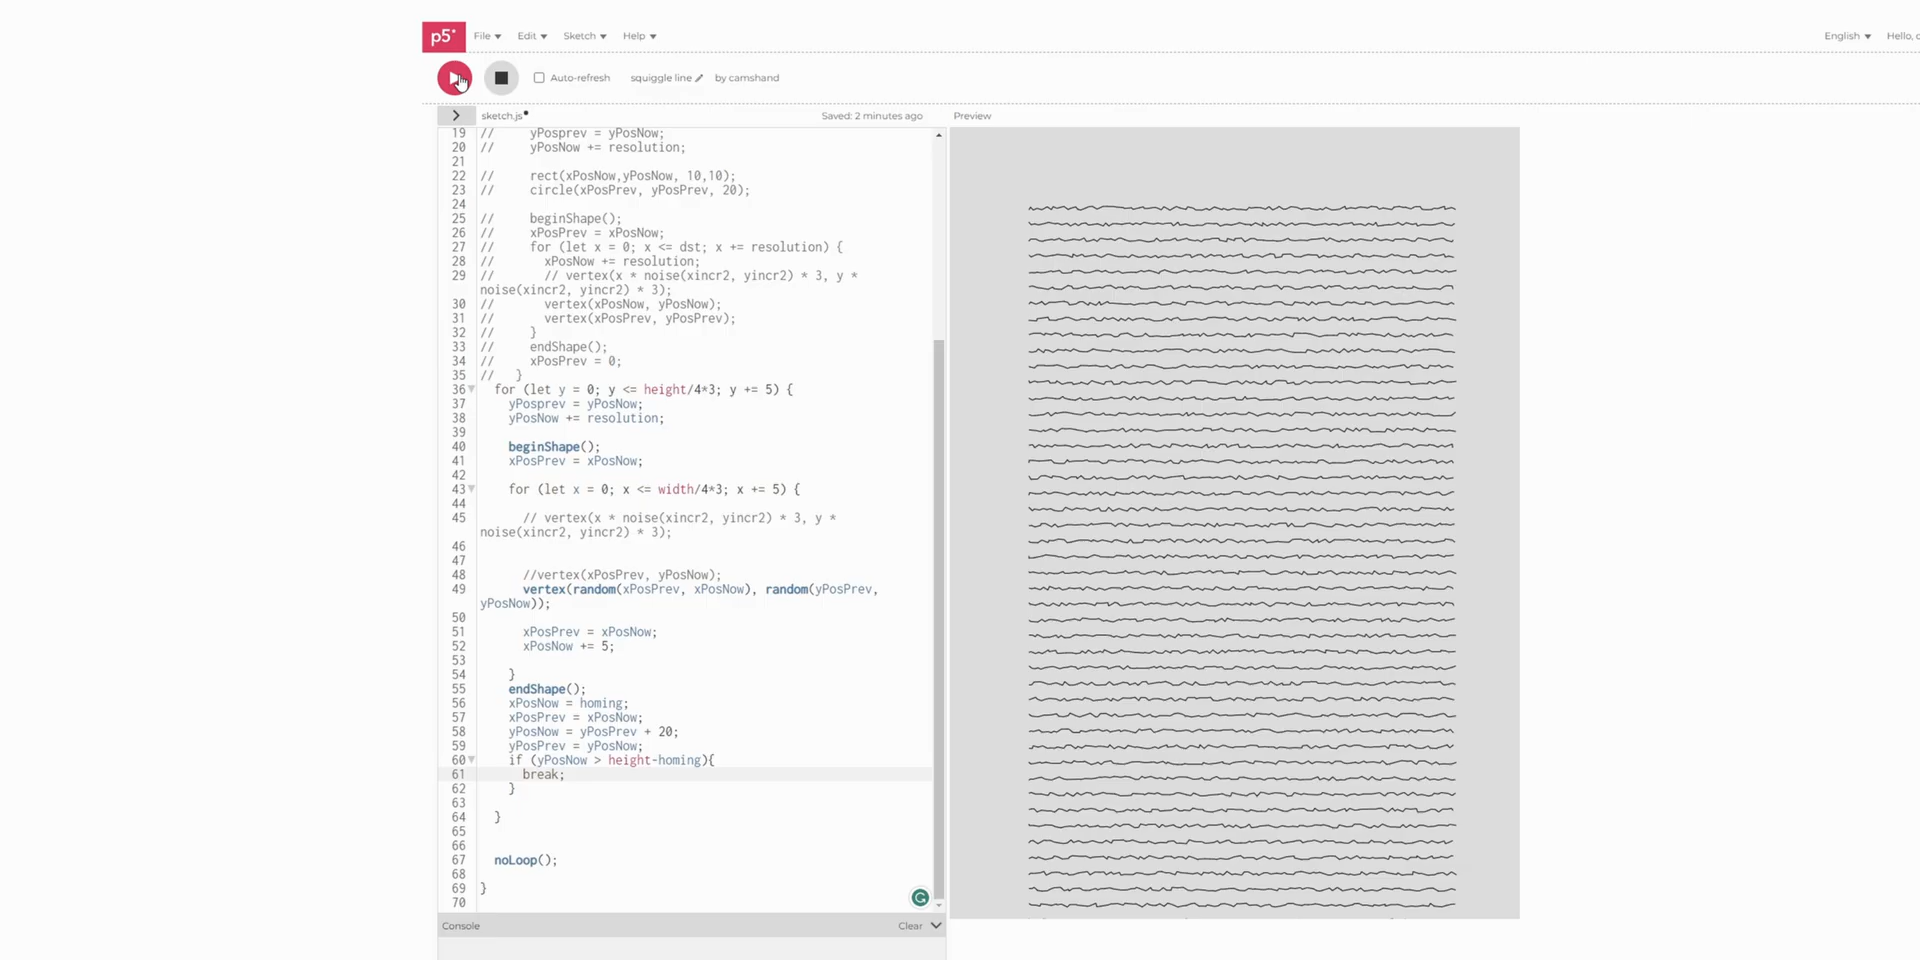 p5* File Edit Sketch Help English Hello,
Auto-refresh squiggle line by camshand
sketch.js Saved: 2 minutes ago Preview
19 // yPosprev = yPosNow;
20 // yPosNow += resolution;
21
22 // rect(xPosNow,yPosNow, 10,10);
23 // circle(xPosPrev, yPosPrev, 20);
24
25 // beginShape();
26 // xPosPrev = xPosNow;
27 // for (let x = 0; x <= dst; x += resolution) {
28 // xPosNow += resolution;
29 // // vertex(x * noise(xincr2, yincr2) * 3, y *
noise(xincr2, yincr2) * 3);
30 // vertex(xPosNow, yPosNow);
31 // vertex(xPosPrev, yPosPrev);
32 // }
33 // endShape();
34 // xPosPrev = 0;
35 // }
36 for (let y = 0; y <= height/4*3; y += 5) {
37 yPosprev = yPosNow;
38 yPosNow += resolution;
39
40 beginShape();
41 xPosPrev = xPosNow;
42
43 for (let x = 0; x <= width/4*3; x += 5) {
44
45 // vertex(x * noise(xincr2, yincr2) * 3, y *
noise(xincr2, yincr2) * 3);
46
47
48 //vertex(xPosPrev, yPosNow);
49 vertex(random(xPosPrev, xPosNow), random(yPosPrev,
yPosNow));
50
51 xPosPrev = xPosNow;
52 xPosNow += 5;
53
54 }
55 endShape();
56 xPosNow = homing;
57 xPosPrev = xPosNow;
58 yPosNow = yPosPrev + 20;
59 yPosPrev = yPosNow;
60 if (yPosNow > height-homing){
61 break;
62 }
63
64 }
65
66
67 noLoop();
68
69 }
70
Console Clear